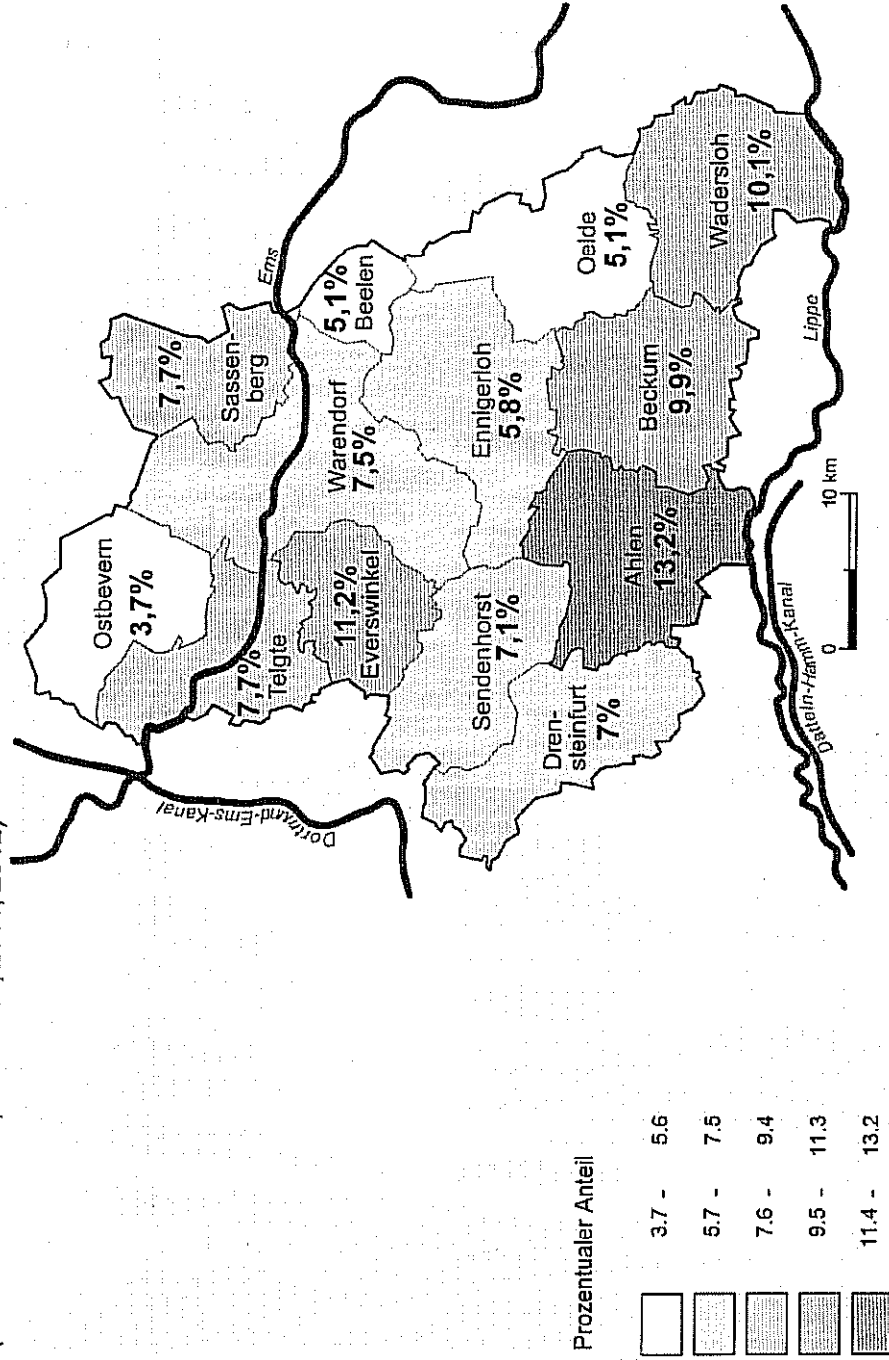 Ostbevern
3,7%
7,7%
Sassen-
berg
7,7%
Telgte
Ems
Warendorf
7,5%
5,1%
Beelen
11,2%
Everswinkel
Dortmund-Ems-Kanal
Ennigerloh
5,8%
Sendenhorst
7,1%
Oelde
5,1%
Dren-
steinfurt
7%
Ahlen
13,2%
Beckum
9,9%
Wadersloh
10,1%
Lippe
Datteln-Hamm-Kanal
0
10 km
Prozentualer Anteil
3.7 - 5.6
5.7 - 7.5
7.6 - 9.4
9.5 - 11.3
11.4 - 13.2